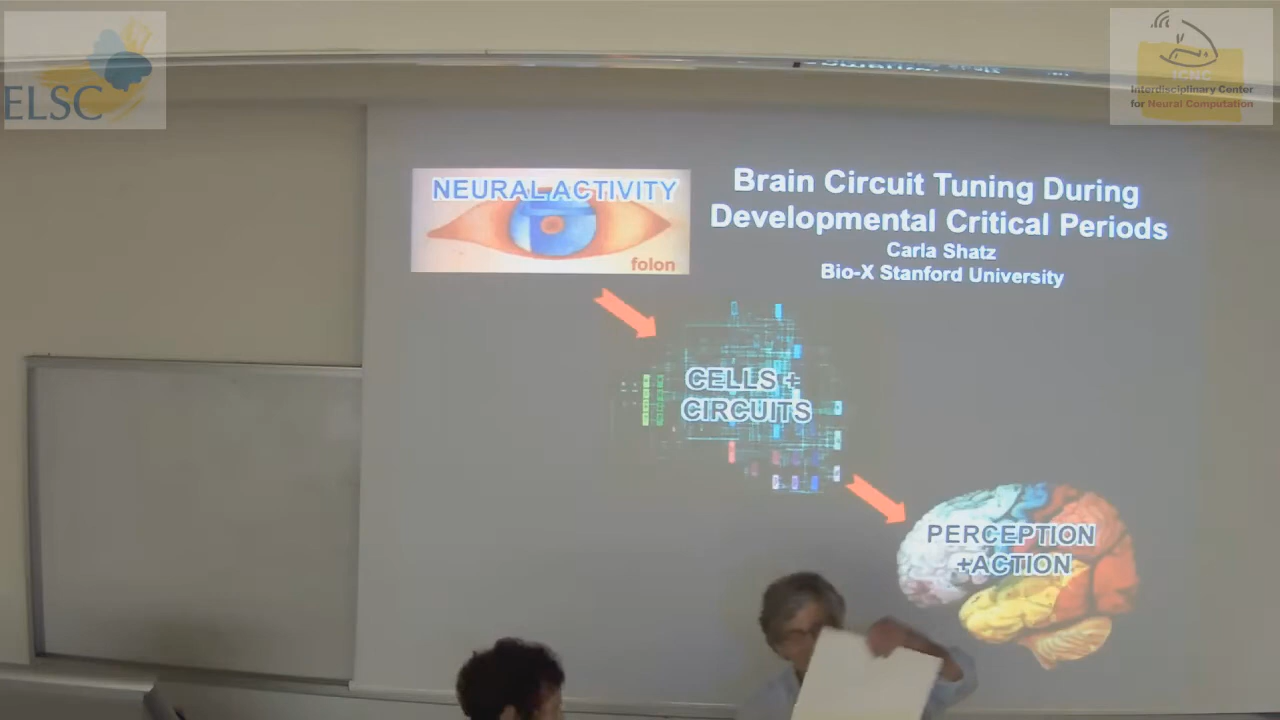 ELSC
ICNC
Interdisciplinary Center
for Neural Computation
NEURAL ACTIVITY
folon
Brain Circuit Tuning During
Developmental Critical Periods
Carla Shatz
Bio-X Stanford University
CELLS +
CIRCUITS
PERCEPTION
+ACTION